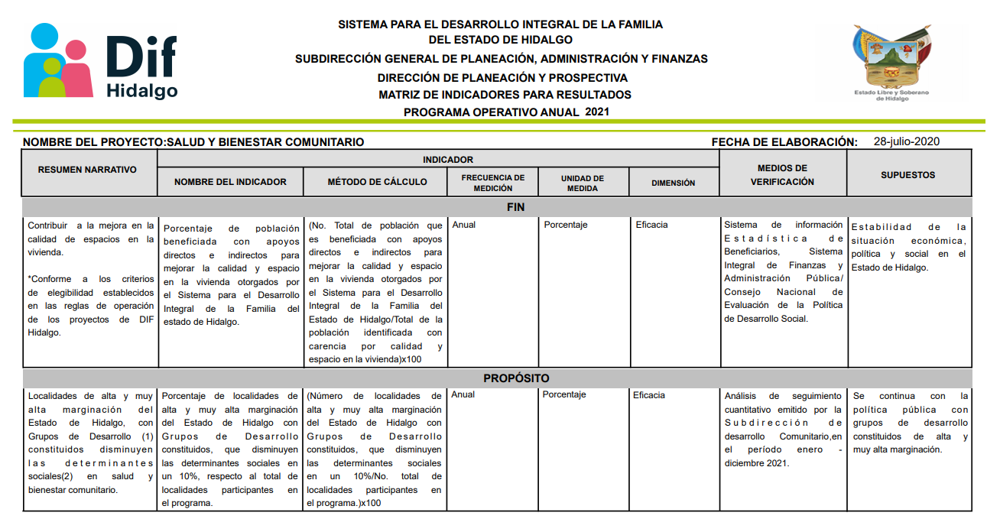 Dif
Hidalgo
SISTEMA PARA EL DESARROLLO INTEGRAL DE LA FAMILIA
DEL ESTADO DE HIDALGO
SUBDIRECCIÓN GENERAL DE PLANEACIÓN, ADMINISTRACIÓN Y FINANZAS
DIRECCIÓN DE PLANEACIÓN Y PROSPECTIVA
MATRIZ DE INDICADORES PARA RESULTADOS
PROGRAMA OPERATIVO ANUAL 2021
Estado Libre y Soberano
de Hidalgo
NOMBRE DEL PROYECTO:SALUD Y BIENESTAR COMUNITARIO
FECHA DE ELABORACIÓN: 28-julio-2020
RESUMEN NARRATIVO
INDICADOR
NOMBRE DEL INDICADOR
MÉTODO DE CÁLCULO
FRECUENCIA DE
MEDICIÓN
UNIDAD DE
MEDIDA
DIMENSIÓN
MEDIOS DE
VERIFICACIÓN
SUPUESTOS
FIN
Contribuir a la mejora en la
calidad de espacios en la
vivienda.
*Conforme a los criterios
de elegibilidad establecidos
en las reglas de operación
de los proyectos de DIF
Hidalgo.
Porcentaje de población
beneficiada con apoyos
directos e indirectos para
mejorar la calidad y espacio
en la vivienda otorgados por
el Sistema para el Desarrollo
Integral de la Familia del
estado de Hidalgo.
(No. Total de población que
es beneficiada con apoyos
directos e indirectos para
mejorar la calidad y espacio
en la vivienda otorgados por
el Sistema para el Desarrollo
Integral de la Familia del
Estado de Hidalgo/Total de la
población identificada con
carencia por calidad y
espacio en la vivienda)x100
Anual
Porcentaje
Eficacia
Sistema de información
Estadística de
Beneficiarios, Sistema
Integral de Finanzas y
Administración Pública/
Consejo Nacional de
Evaluación de la Política
de Desarrollo Social.
Estabilidad de la
situación económica,
política y social en el
Estado de Hidalgo.
PROPÓSITO
Localidades de alta y muy
alta marginación del
Estado de Hidalgo, con
Grupos de Desarrollo (1)
constituidos disminuyen
las determinantes
sociales(2) en salud y
bienestar comunitario.
Porcentaje de localidades de
alta y muy alta marginación
del Estado de Hidalgo con
Grupos de Desarrollo
constituidos, que disminuyen
las determinantes sociales en
un 10%, respecto al total de
localidades participantes en
el programa.
(Número de localidades de
alta y muy alta marginación
del Estado de Hidalgo con
Grupos de Desarrollo
constituidos, que disminuyen
las determinantes sociales
en un 10%/No. total de
localidades participantes en
el programa.)x100
Anual
Porcentaje
Eficacia
Análisis de seguimiento
cuantitativo emitido por la
Subdirección de
desarrollo Comunitario,en
el período enero -
diciembre 2021.
Se continua con la
política pública con
grupos de desarrollo
constituidos de alta y
muy alta marginación.